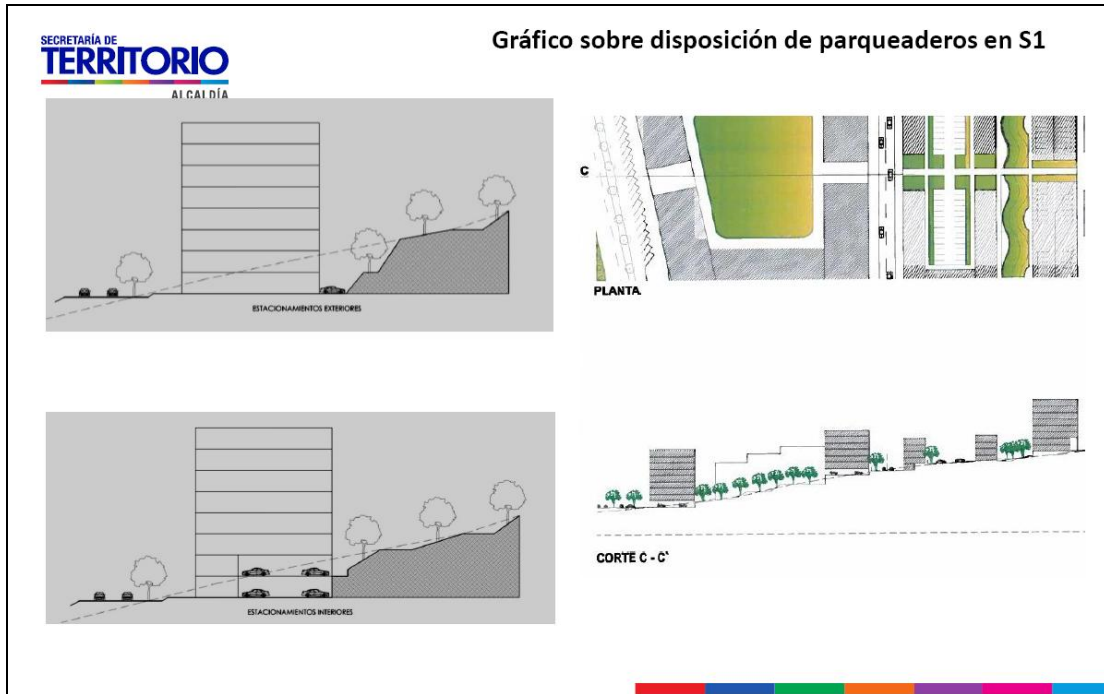 SECRETARÍA DE
TERRITORIO
ALCALDÍA
Gráfico sobre disposición de parqueaderos en S1
ESTACIONAMIENTOS EXTERIORES
C
PLANTA
ESTACIONAMIENTOS INTERIORES
CORTE C - C'